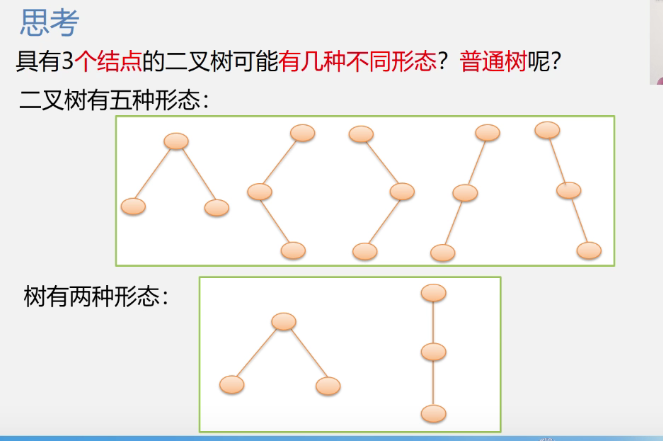 思考
具有3个结点的二叉树可能有几种不同形态？普通树呢？
二叉树有五种形态：
树有两种形态：